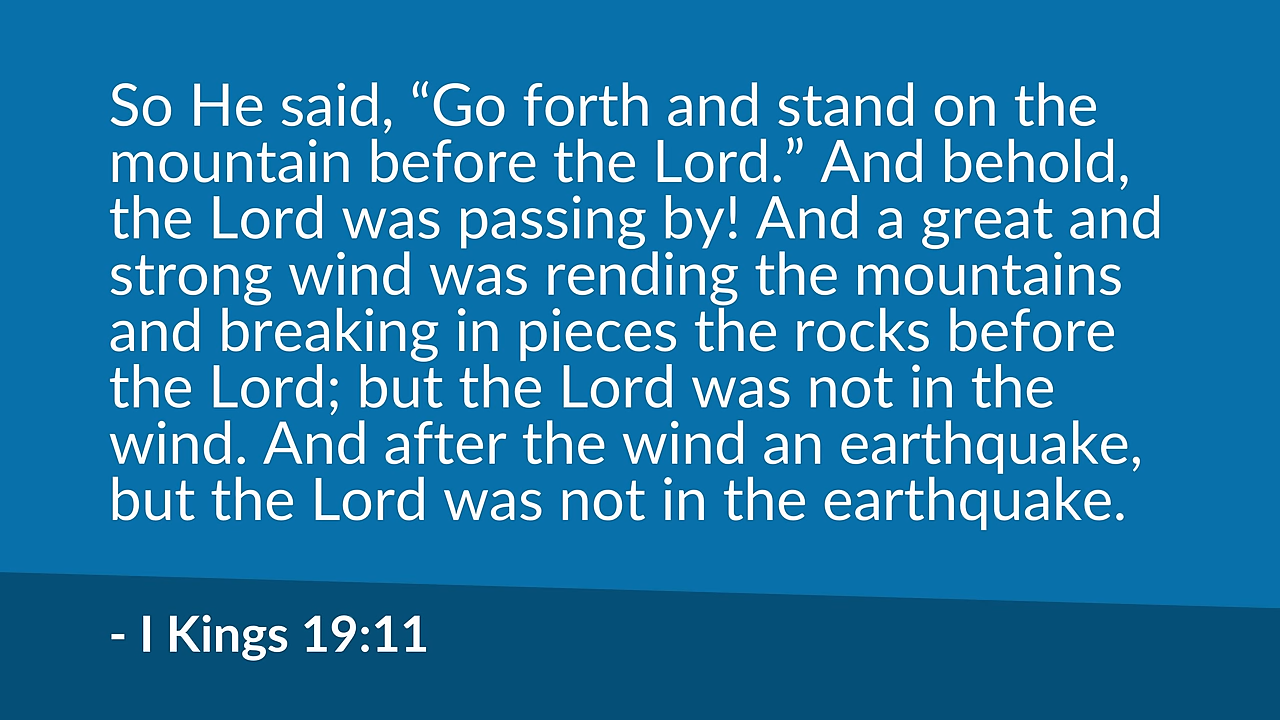 So He said, “Go forth and stand on the
mountain before the Lord.” And behold,
the Lord was passing by! And a great and
strong wind was rending the mountains
and breaking in pieces the rocks before
the Lord; but the Lord was not in the
wind. And after the wind an earthquake,
but the Lord was not in the earthquake.
- I Kings 19:11